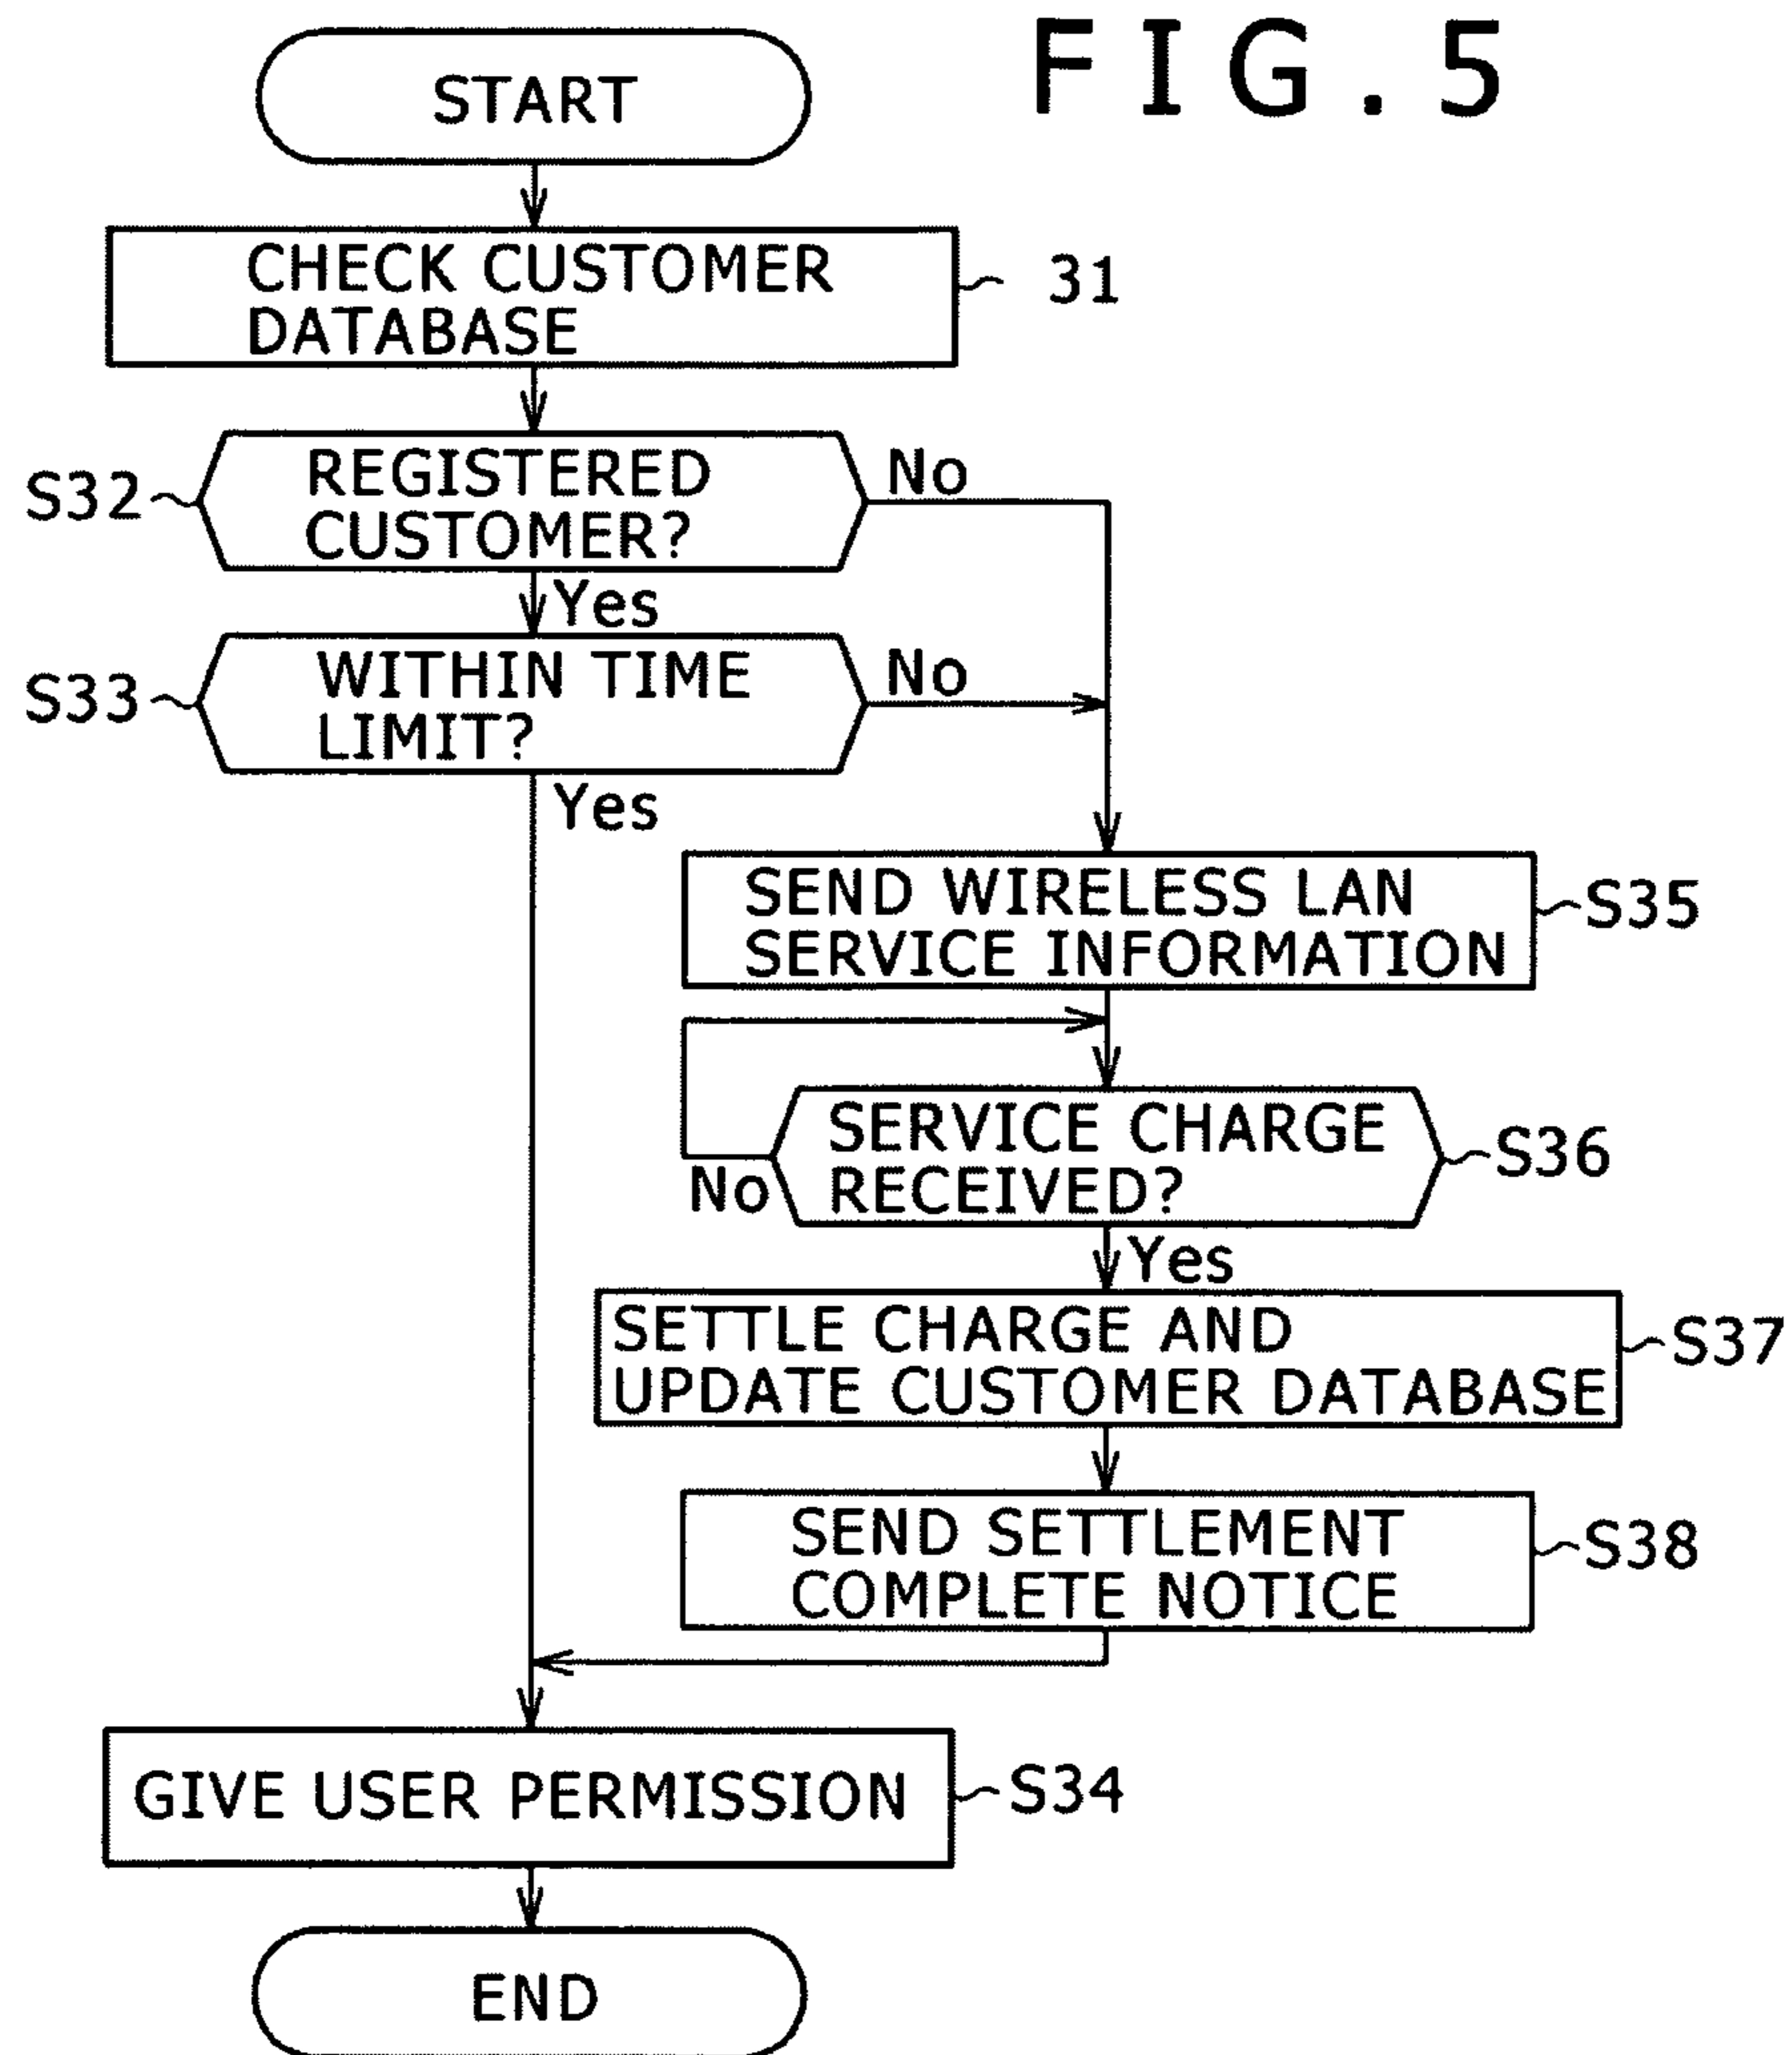 FIG.5
START
CHECK CUSTOMER
DATABASE
31
S32
REGISTERED
CUSTOMER?
No
Yes
S33
WITHIN TIME
LIMIT?
No
Yes
SEND WIRELESS LAN
SERVICE INFORMATION
S35
SERVICE CHARGE
RECEIVED?
S36
No
Yes
SETTLE CHARGE AND
UPDATE CUSTOMER DATABASE
S37
SEND SETTLEMENT
COMPLETE NOTICE
S38
GIVE USER PERMISSION
S34
END